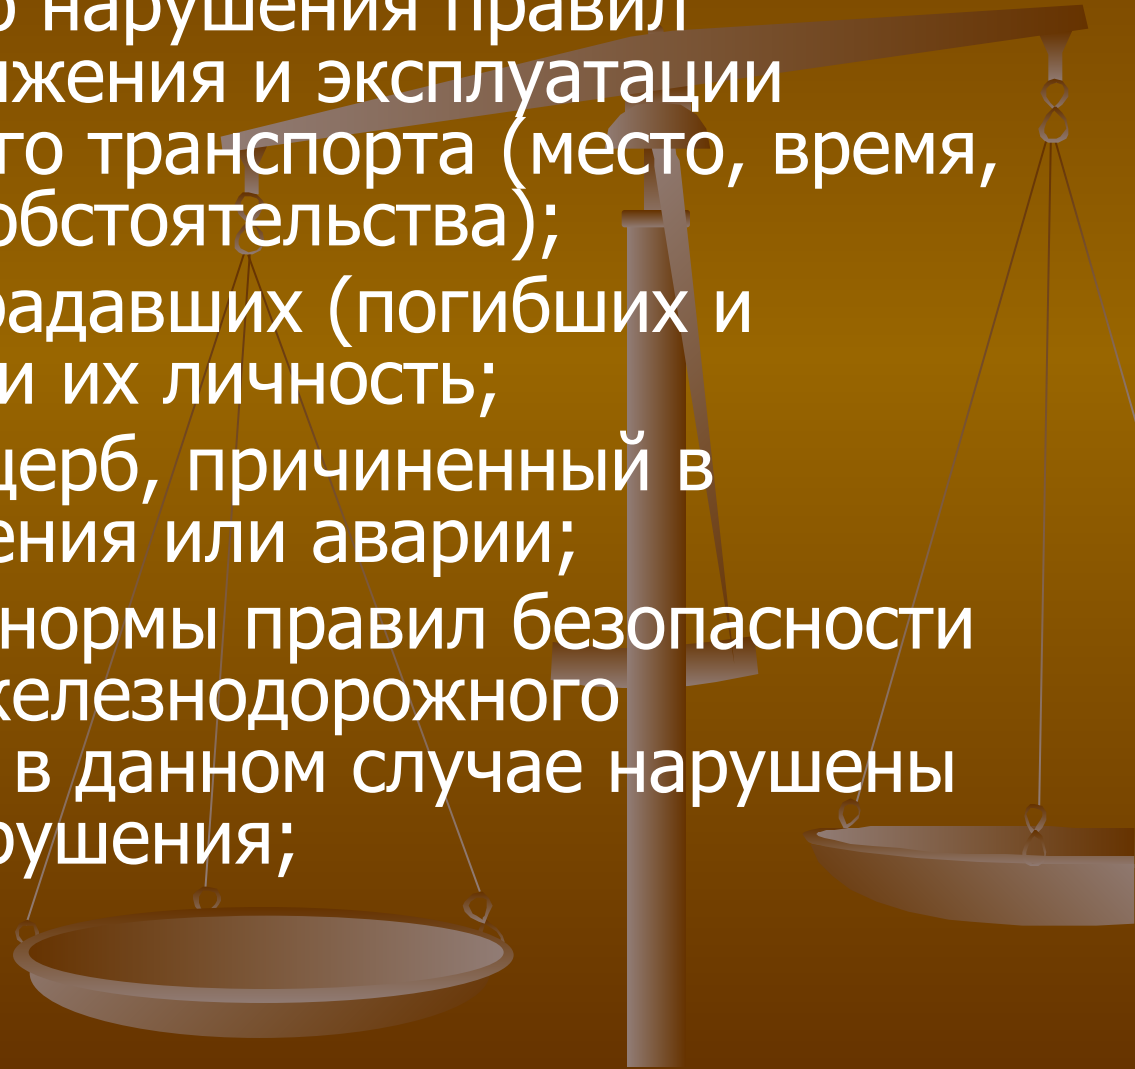 нарушения правил
жения и эксплуатации
го транспорта (место, время,
обстоятельства);
радавших (погибших и
и их личность;
щерб, причиненный в
ения или аварии;
нормы правил безопасности
железнодорожного
в данном случае нарушены
рушения;